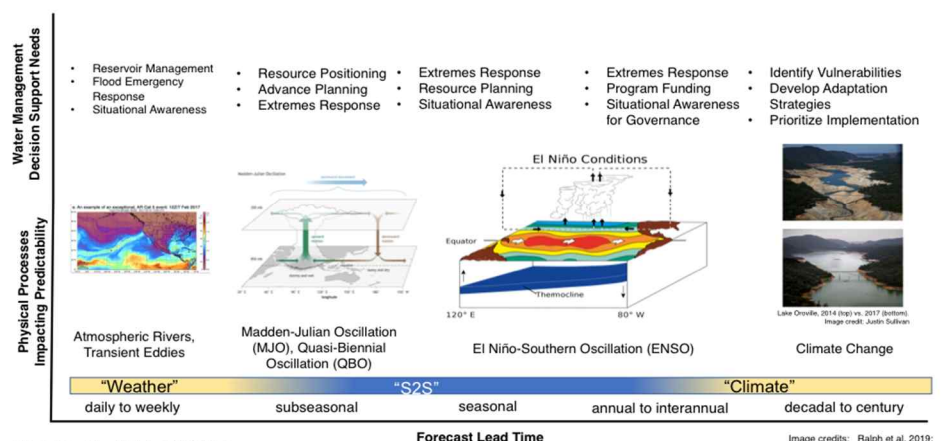 Water Management
Decision Support Needs
• Reservoir Management
• Flood Emergency
Response
• Situational Awareness
• Resource Positioning
• Advance Planning
• Extremes Response
• Extremes Response
• Resource Planning
• Situational Awareness
• Extremes Response
• Program Funding
• Situational Awareness
for Governance
• Identify Vulnerabilities
• Develop Adaptation
Strategies
• Prioritize Implementation
Physical Processes
Impacting Predictability
Madden-Julian Oscillation
longitude
El Niño Conditions
Equator
Thermocline
120° E
80° W
Lake Oroville, 2014 (top) vs. 2017 (bottom).
Image credit: Justin Sullivan
Atmospheric Rivers,
Transient Eddies
Madden-Julian Oscillation
(MJO), Quasi-Biennial
Oscillation (QBO)
El Niño-Southern Oscillation (ENSO)
Climate Change
“Weather”
“S2S”
“Climate”
daily to weekly
subseasonal
seasonal
annual to interannual
decadal to century
Forecast Lead Time
Image credits: Ralph et al. 2019;